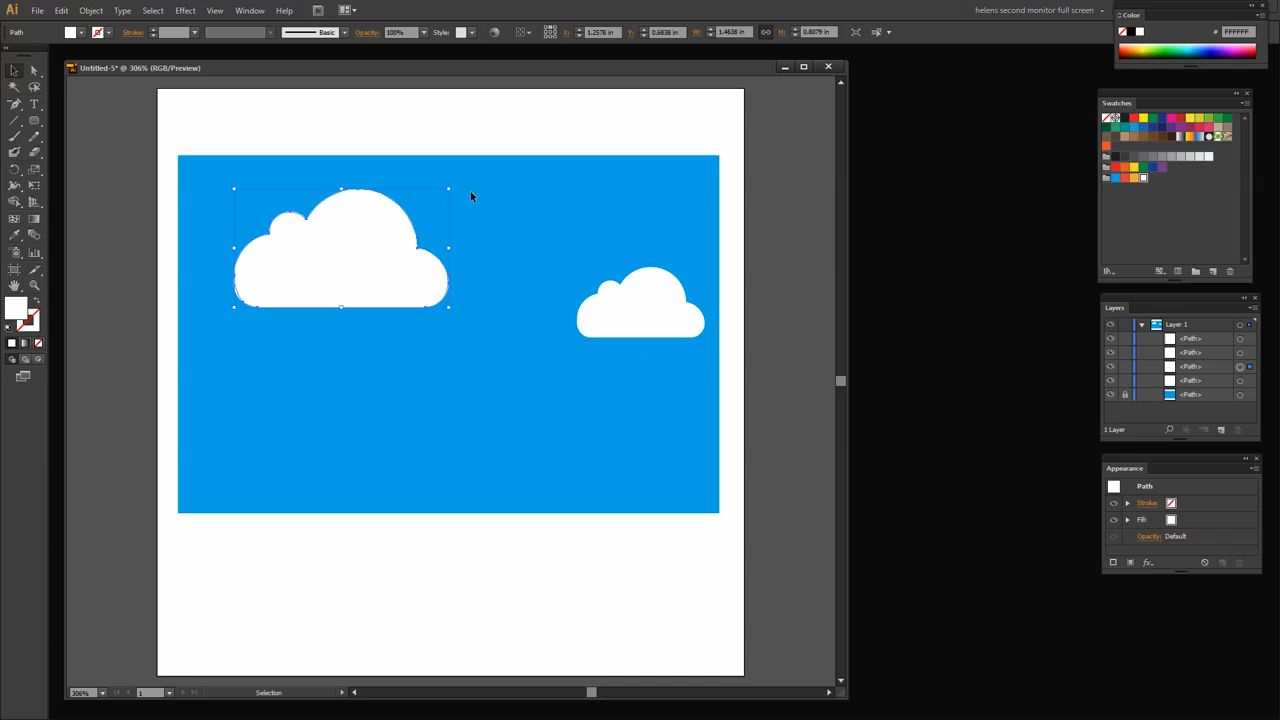 Ai File Edit Object Type Select Effect View Window Help Br helens second monitor full screen
Path Stroke: Basic Opacity: 100% Style: X: 1.2578 in Y: 0.6838 in W: 1.4638 in H: 0.8079 in
Color
# FFFFFF
Untitled-5* @ 306% (RGB/Preview)
Swatches
Layers
Layer 1
<Path>
<Path>
<Path>
<Path>
<Path>
1 Layer
Appearance
Path
Stroke:
Fill:
Opacity: Default
fx
306% 1 Selection